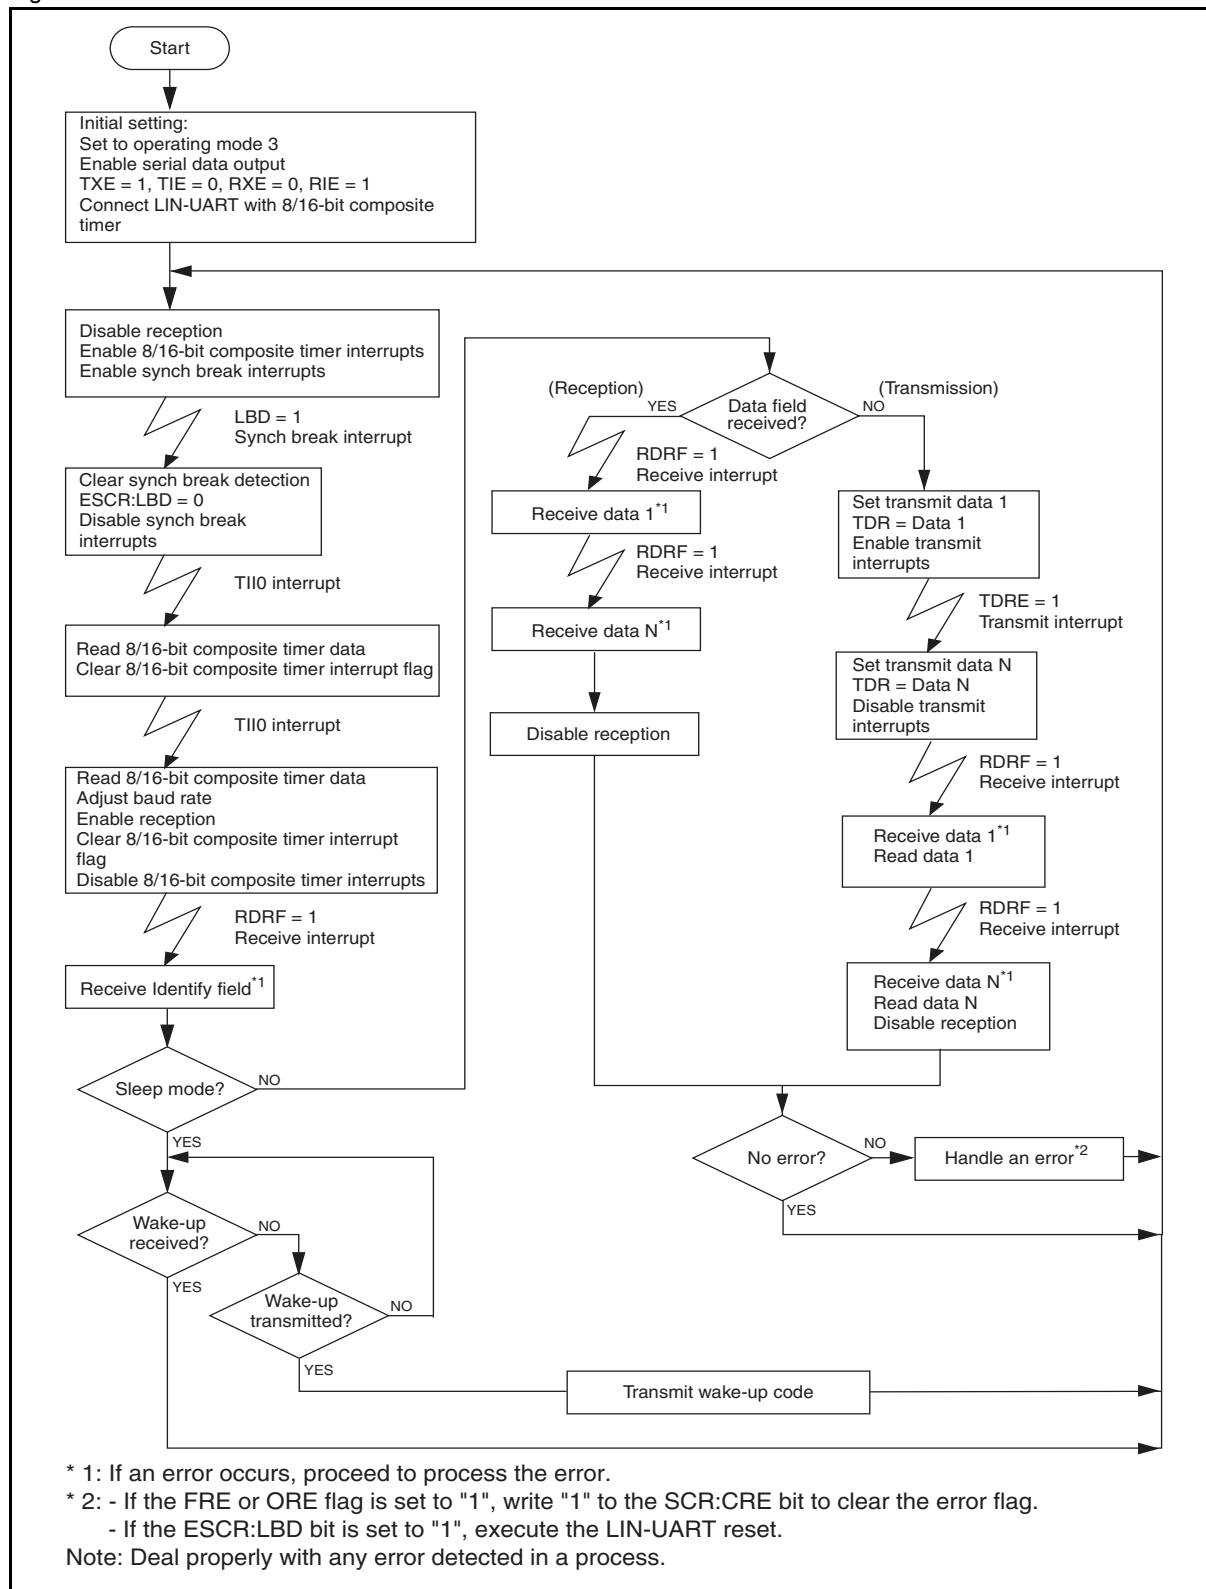 Start
Initial setting:
Set to operating mode 3
Enable serial data output
TXE = 1, TIE = 0, RXE = 0, RIE = 1
Connect LIN-UART with 8/16-bit composite
timer
Disable reception
Enable 8/16-bit composite timer interrupts
Enable synch break interrupts
LBD = 1
Synch break interrupt
Clear synch break detection
ESCR:LBD = 0
Disable synch break
interrupts
TII0 interrupt
Read 8/16-bit composite timer data
Clear 8/16-bit composite timer interrupt flag
TII0 interrupt
Read 8/16-bit composite timer data
Adjust baud rate
Enable reception
Clear 8/16-bit composite timer interrupt
flag
Disable 8/16-bit composite timer interrupts
RDRF = 1
Receive interrupt
Receive Identify field*1
Sleep mode?
NO
YES
Wake-up
received?
NO
YES
Wake-up
transmitted?
NO
YES
Transmit wake-up code
Data field
received?
(Reception)
YES
RDRF = 1
Receive interrupt
Receive data 1*1
RDRF = 1
Receive interrupt
Receive data N*1
Disable reception
(Transmission)
NO
Set transmit data 1
TDR = Data 1
Enable transmit
interrupts
TDRE = 1
Transmit interrupt
Set transmit data N
TDR = Data N
Disable transmit
interrupts
RDRF = 1
Receive interrupt
Receive data 1*1
Read data 1
RDRF = 1
Receive interrupt
Receive data N*1
Read data N
Disable reception
No error?
NO
Handle an error*2
YES
* 1: If an error occurs, proceed to process the error.
* 2: - If the FRE or ORE flag is set to "1", write "1" to the SCR:CRE bit to clear the error flag.
- If the ESCR:LBD bit is set to "1", execute the LIN-UART reset.
Note: Deal properly with any error detected in a process.